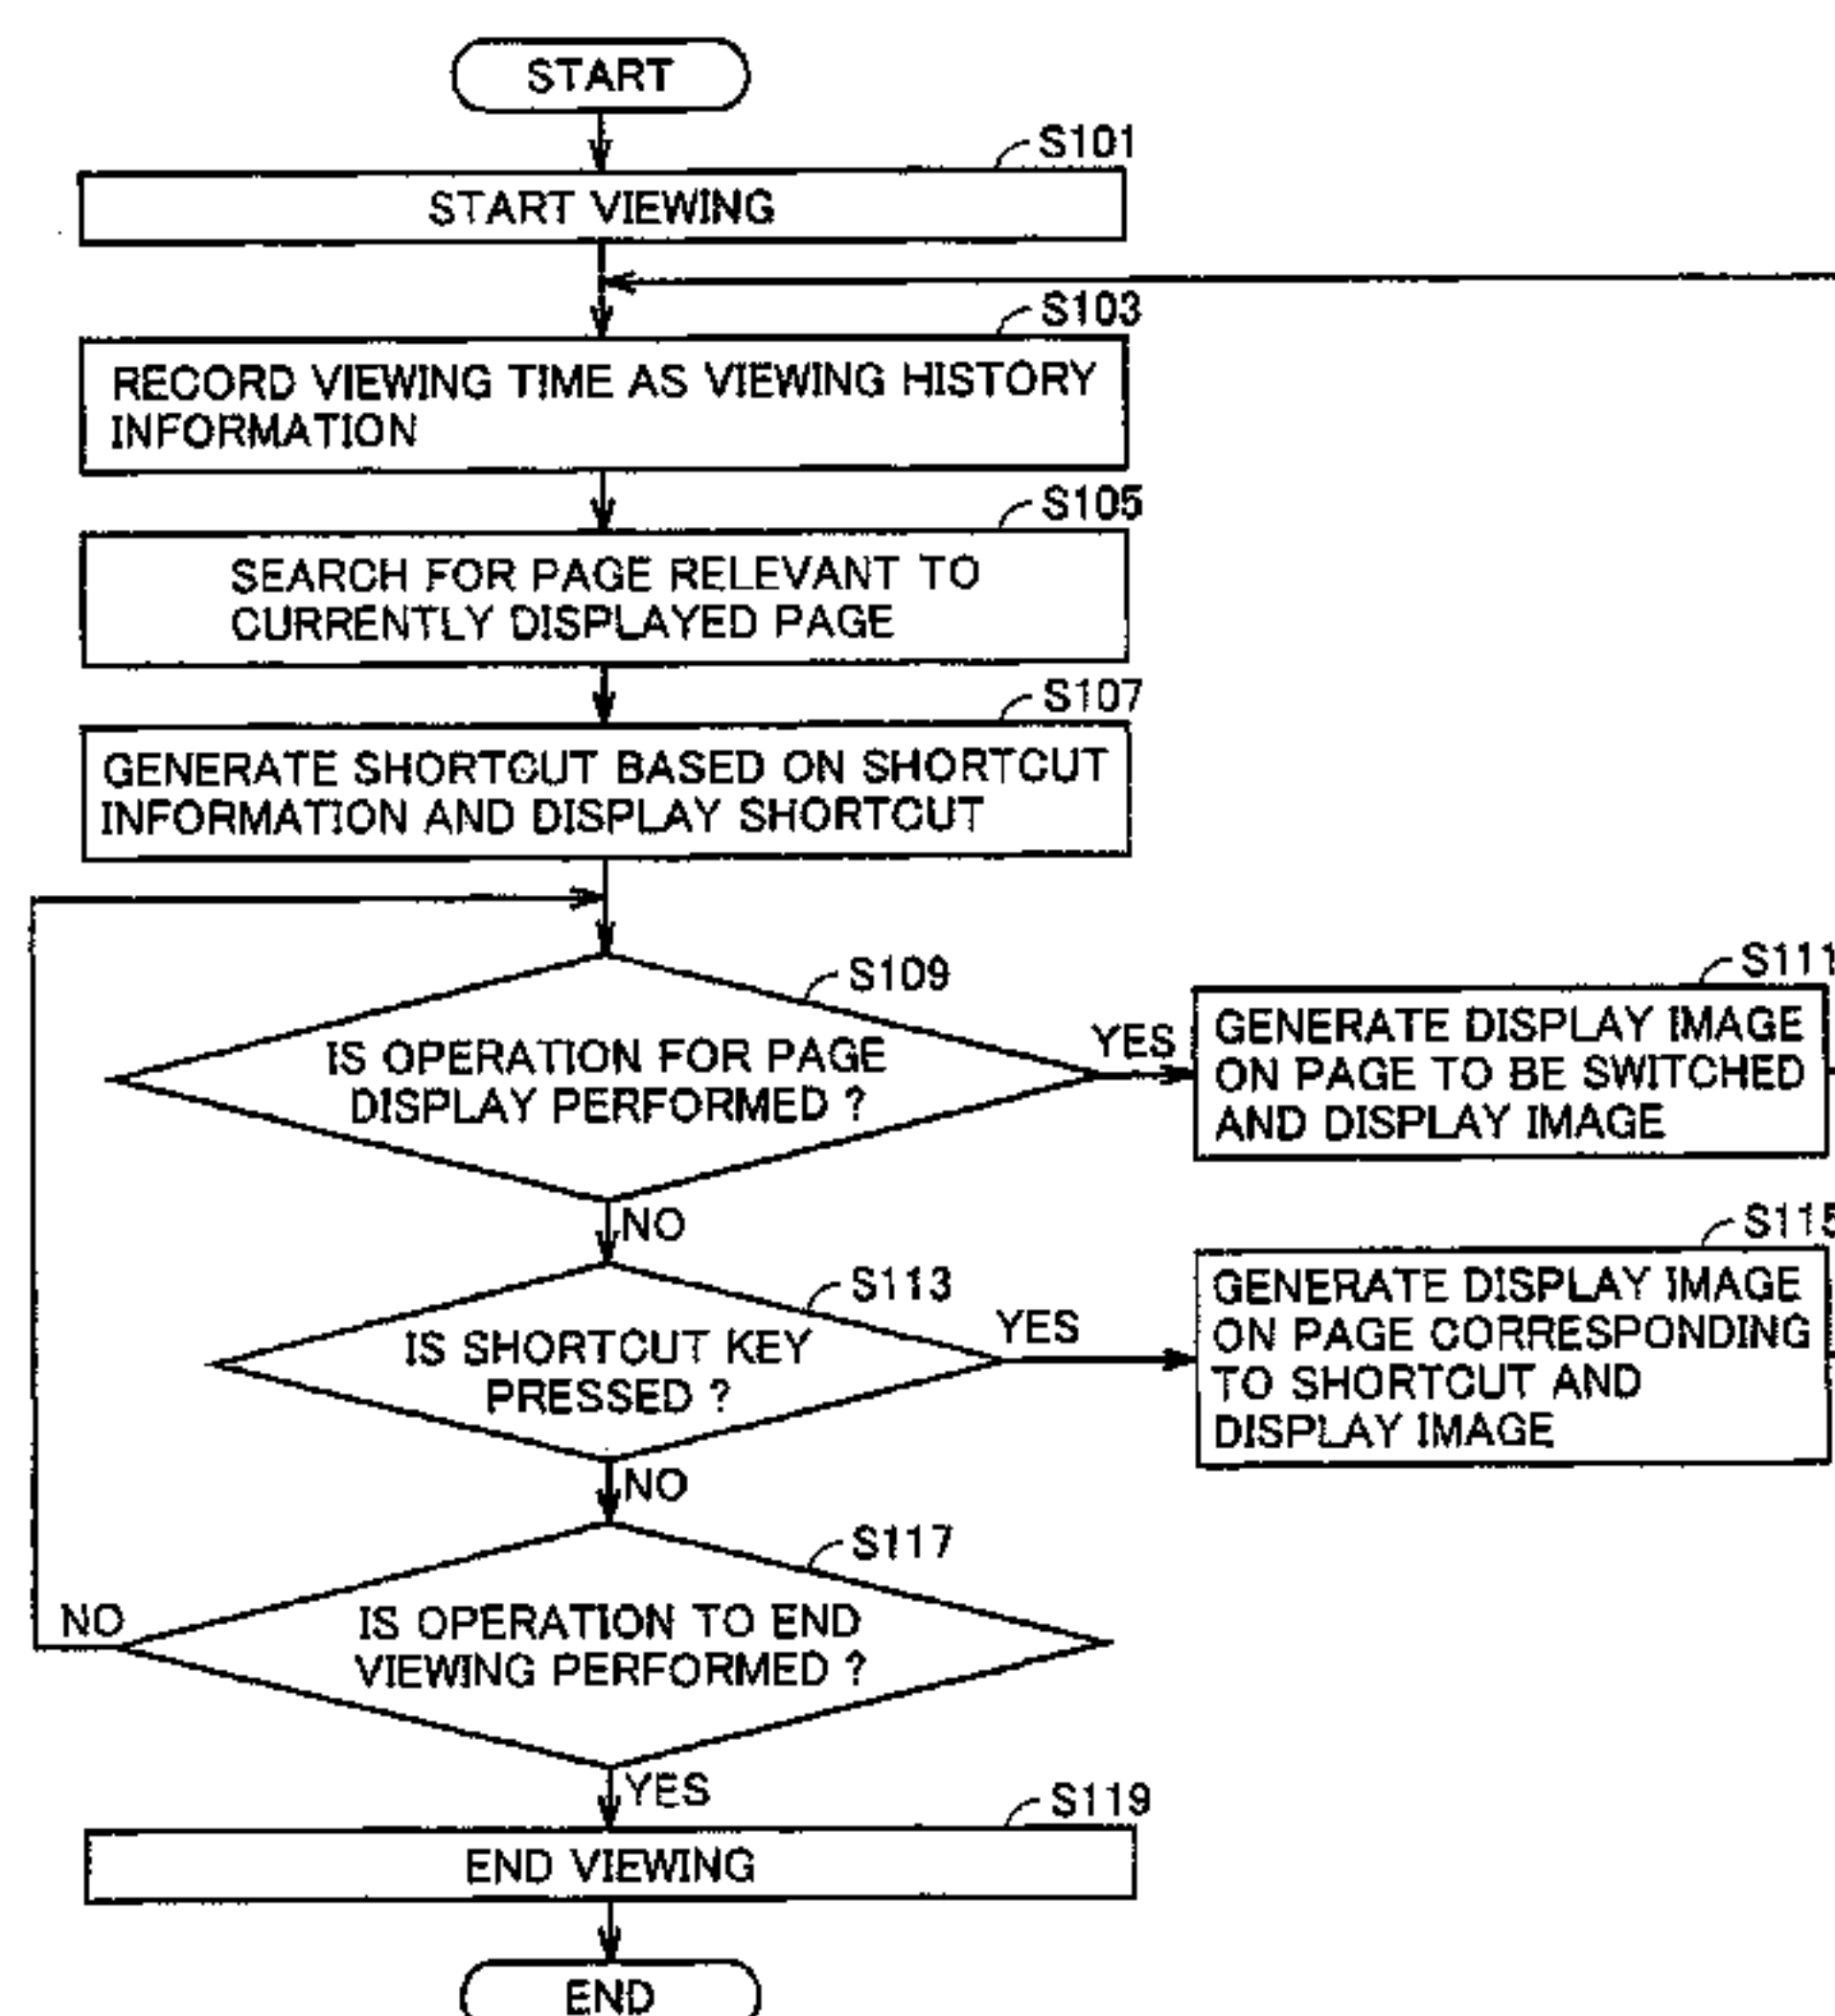 START
S101
START VIEWING
S103
RECORD VIEWING TIME AS VIEWING HISTORY
INFORMATION
S105
SEARCH FOR PAGE RELEVANT TO
CURRENTLY DISPLAYED PAGE
S107
GENERATE SHORTCUT BASED ON SHORTCUT
INFORMATION AND DISPLAY SHORTCUT
S109
IS OPERATION FOR PAGE
DISPLAY PERFORMED ?
YES
S111
GENERATE DISPLAY IMAGE
ON PAGE TO BE SWITCHED
AND DISPLAY IMAGE
NO
S113
IS SHORTCUT KEY
PRESSED ?
YES
S115
GENERATE DISPLAY IMAGE
ON PAGE CORRESPONDING
TO SHORTCUT AND
DISPLAY IMAGE
NO
S117
IS OPERATION TO END
VIEWING PERFORMED ?
NO
YES
S119
END VIEWING
END